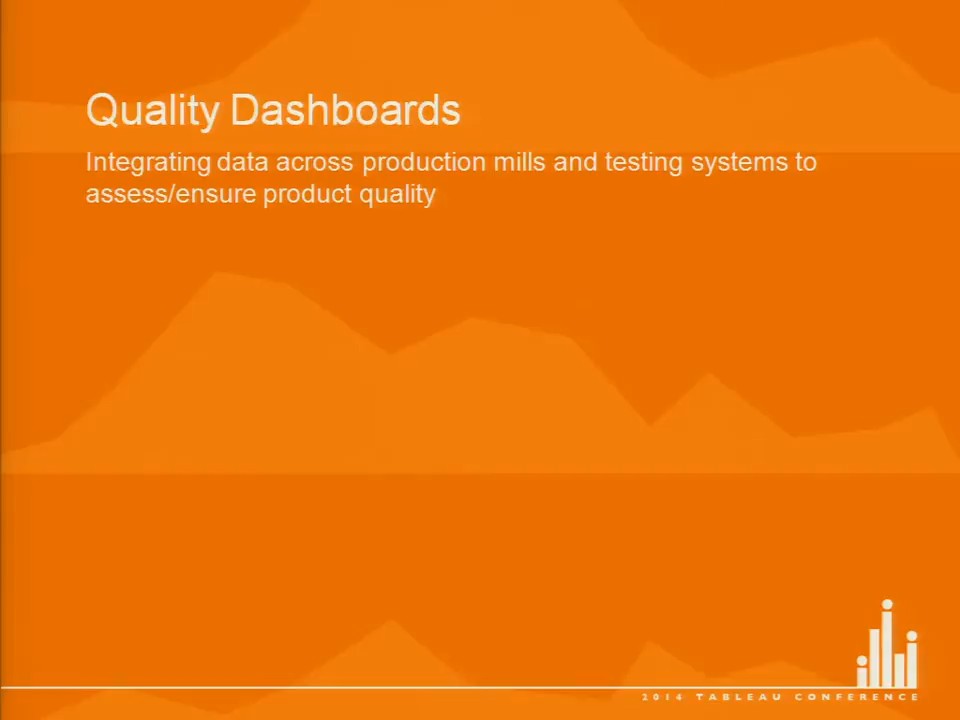 Quality Dashboards
Integrating data across production mills and testing systems to
assess/ensure product quality
2014 TABLEAU CONFERENCE